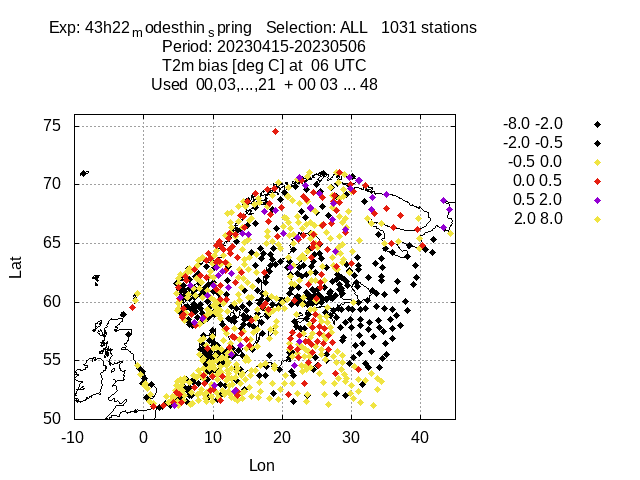 Exp: 43h22modesthinspring Selection: ALL 1031 stations
Period: 20230415-20230506
T2m bias [deg C] at 06 UTC
Used 00,03,...,21 + 00 03 ... 48
-8.0 -2.0
-2.0 -0.5
-0.5 0.0
0.0 0.5
0.5 2.0
2.0 8.0
75
70
65
60
55
50
Lat
-10 0 10 20 30 40
Lon